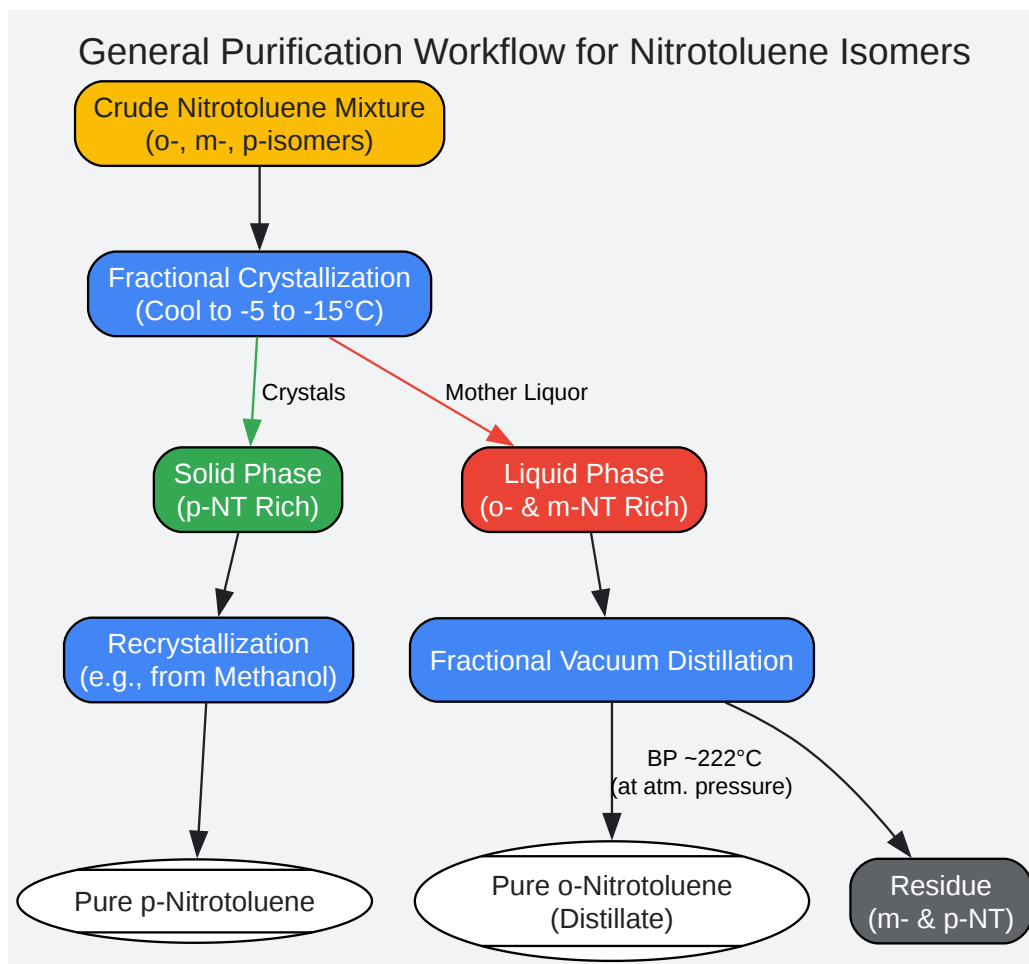 General Purification Workflow for Nitrotoluene Isomers
Crude Nitrotoluene Mixture
(o-, m-, p-isomers)
Fractional Crystallization
(Cool to -5 to -15°C)
Crystals
Mother Liquor
Solid Phase
(p-NT Rich)
Liquid Phase
(o- & m-NT Rich)
Recrystallization
(e.g., from Methanol)
Fractional Vacuum Distillation
BP ~222°C
(at atm. pressure)
Pure p-Nitrotoluene
Pure o-Nitrotoluene
(Distillate)
Residue
(m- & p-NT)